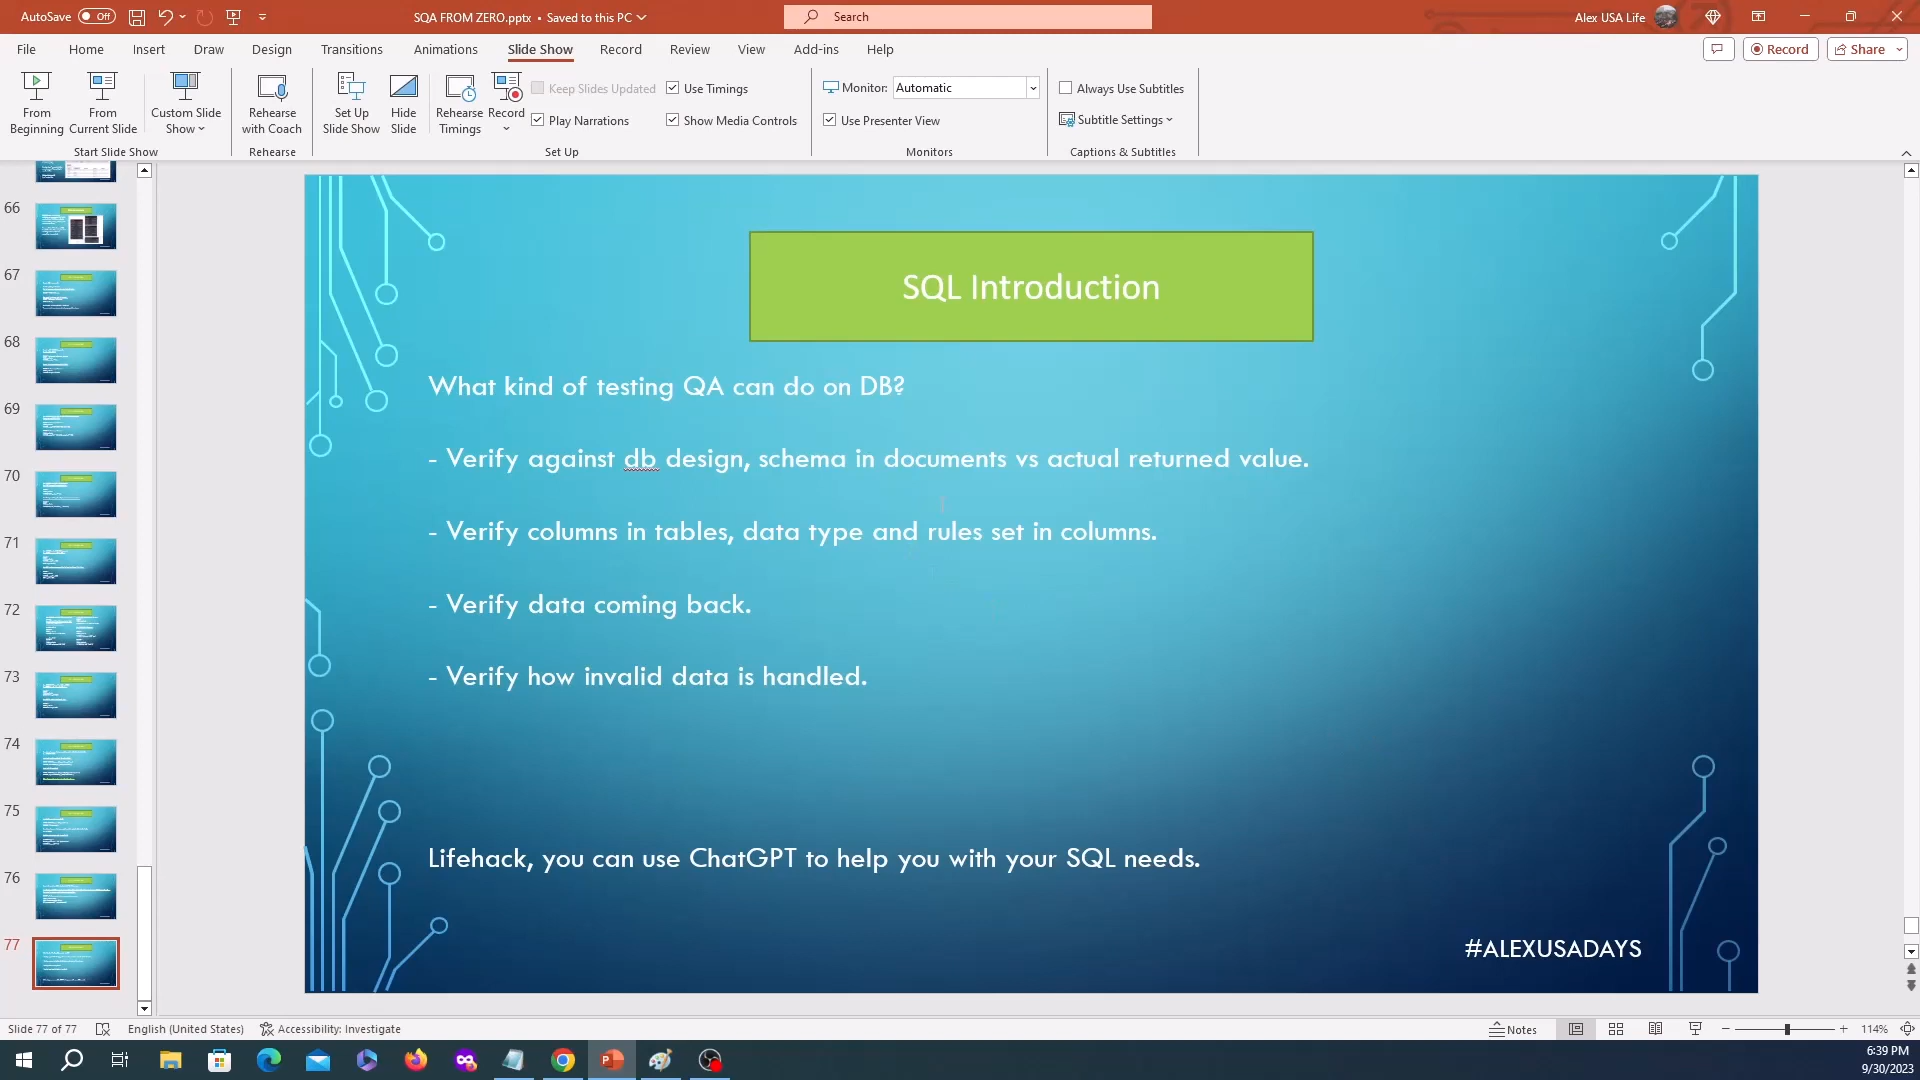 AutoSave Off SQA FROM ZERO.pptx • Saved to this PC Search Alex USA Life
File Home Insert Draw Design Transitions Animations Slide Show Record Review View Add-ins Help Record Share
From Beginning
From Current Slide
Custom Slide Show
Start Slide Show
Rehearse with Coach
Rehearse
Set Up Slide Show
Hide Slide
Rehearse Timings
Record
Keep Slides Updated
Play Narrations
Use Timings
Show Media Controls
Set Up
Monitor: Automatic
Use Presenter View
Monitors
Always Use Subtitles
Subtitle Settings
Captions & Subtitles
66
67
68
69
70
71
72
73
74
75
76
77
SQL Introduction
What kind of testing QA can do on DB?
- Verify against db design, schema in documents vs actual returned value.
- Verify columns in tables, data type and rules set in columns.
- Verify data coming back.
- Verify how invalid data is handled.
Lifehack, you can use ChatGPT to help you with your SQL needs.
#ALEXUSADAYS
Slide 77 of 77 English (United States) Accessibility: Investigate Notes 114%
6:39 PM
9/30/2023